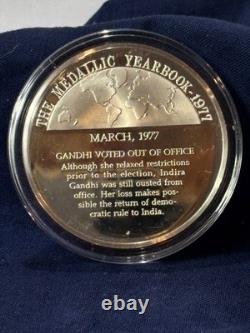 THE MEDALLIC YEARBOOK-1977
MARCH, 1977
GANDHI VOTED OUT OF OFFICE
Although she relaxed restrictions
prior to the election, Indira
Gandhi was still ousted from
office. Her loss makes pos-
sible the return of demo-
cratic rule to India.
© 102top.com